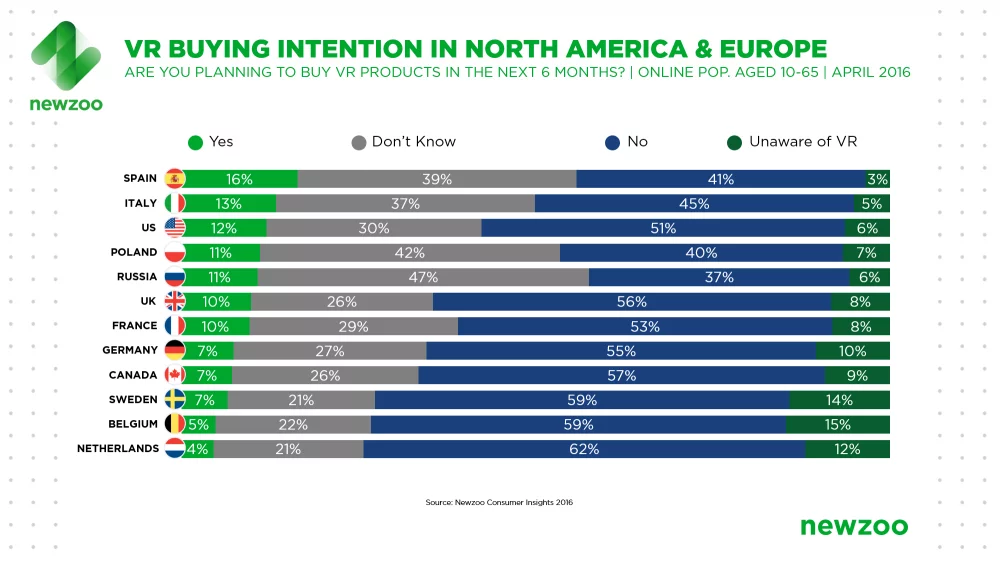 VR BUYING INTENTION IN NORTH AMERICA & EUROPE
ARE YOU PLANNING TO BUY VR PRODUCTS IN THE NEXT 6 MONTHS? | ONLINE POP. AGED 10-65 | APRIL 2016
newzoo
Yes Don't Know No Unaware of VR
SPAIN 16% 39% 41% 3%
ITALY 13% 37% 45% 5%
US 12% 30% 51% 6%
POLAND 11% 42% 40% 7%
RUSSIA 11% 47% 37% 6%
UK 10% 26% 56% 8%
FRANCE 10% 29% 53% 8%
GERMANY 7% 27% 55% 10%
CANADA 7% 26% 57% 9%
SWEDEN 7% 21% 59% 14%
BELGIUM 5% 22% 59% 15%
NETHERLANDS 4% 21% 62% 12%
Source: Newzoo Consumer Insights 2016
newzoo